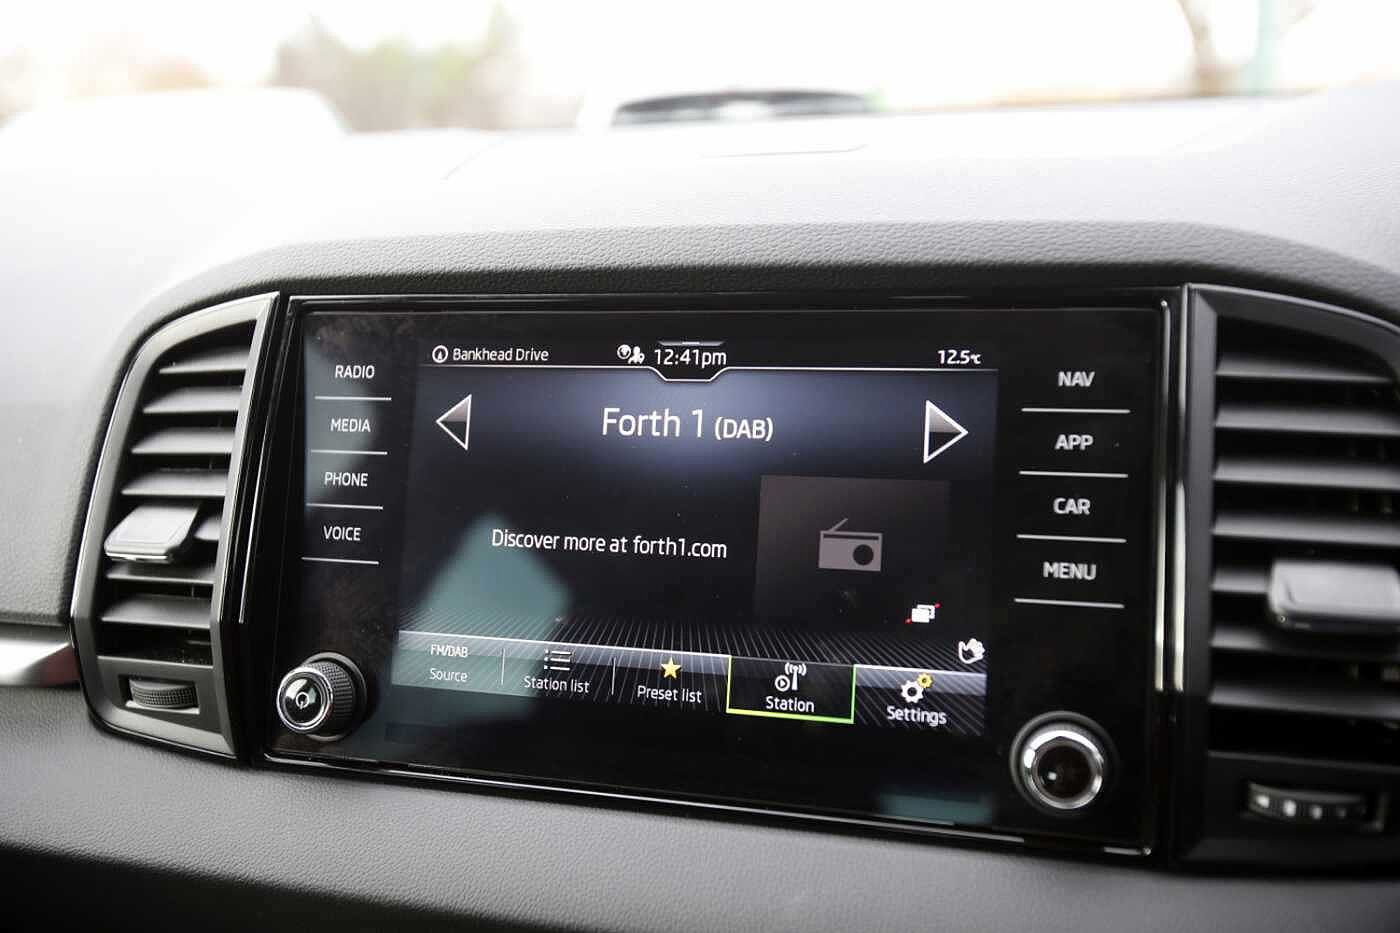 Bankhead Drive 12:41pm 12.5°C
RADIO
MEDIA
PHONE
VOICE
Forth 1 (DAB)
Discover more at forth1.com
FM/DAB
Source
Station list
Preset list
Station
Settings
NAV
APP
CAR
MENU